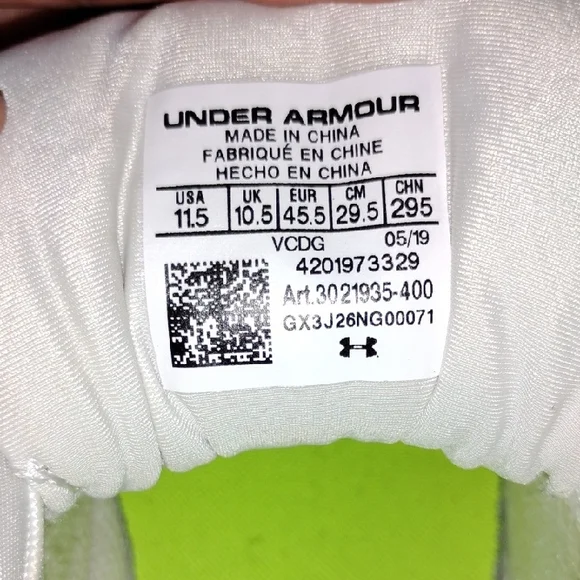 UNDER ARMOUR
MADE IN CHINA
FABRIQUÉ EN CHINE
HECHO EN CHINA
USA UK EUR CM CHN
11.5 10.5 45.5 29.5 295
VCDG 05/19
4201973329
Art.3021935-400
GX3J26NG00071